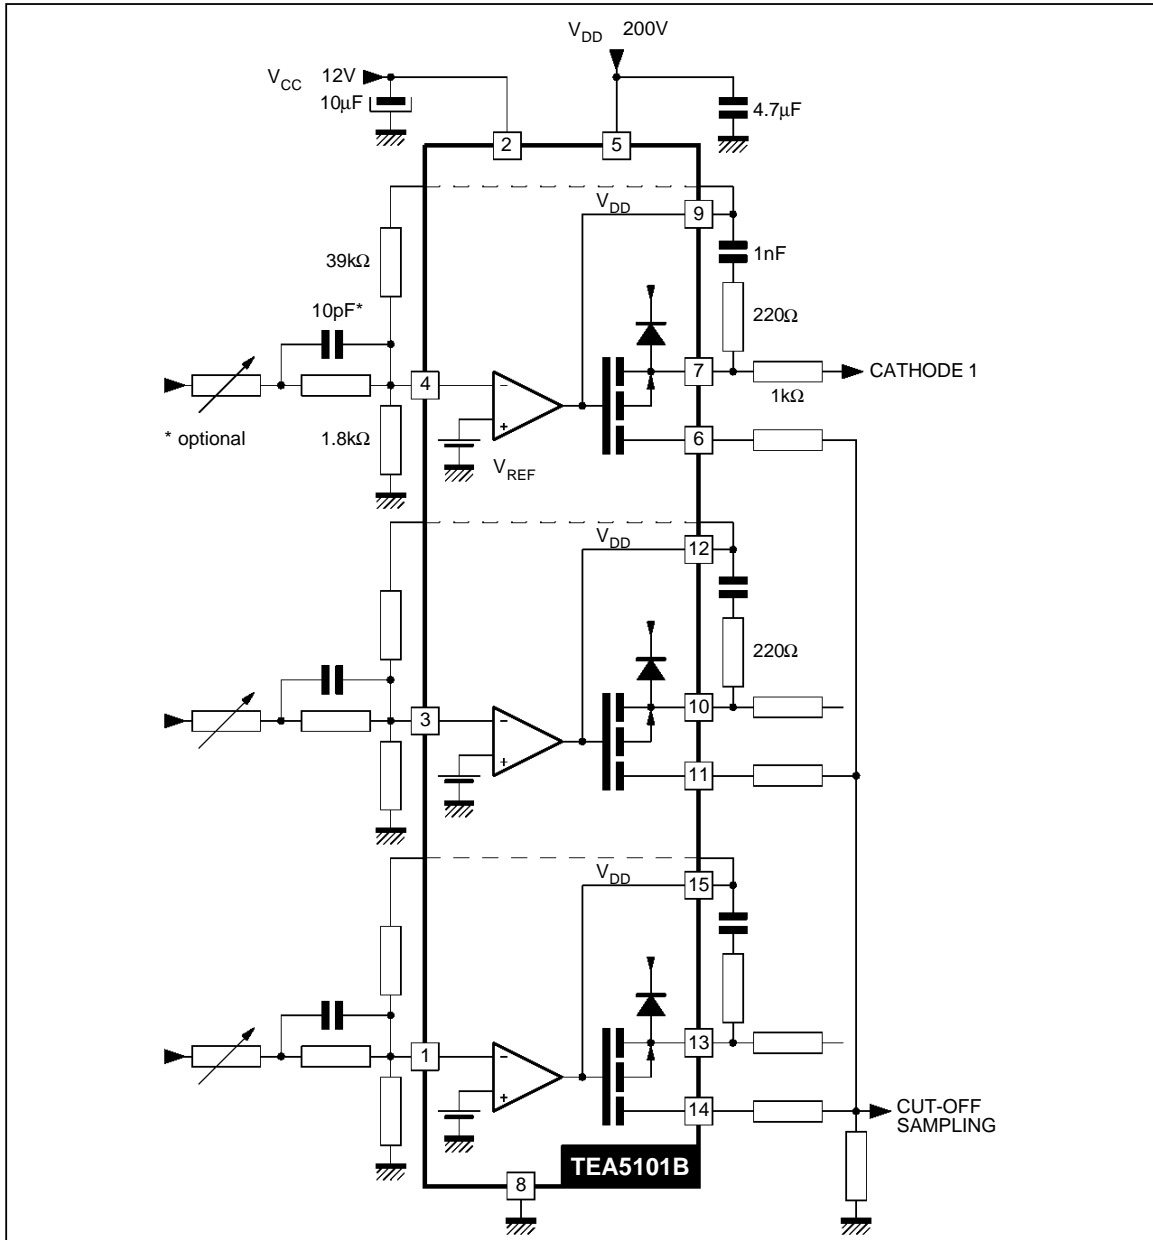 V_DD 200V
V_CC 12V
10µF
4.7µF
2
5
V_DD
9
39kΩ
1nF
10pF*
220Ω
4
−
7
CATHODE 1
1kΩ
* optional
1.8kΩ
+
6
V_REF
V_DD
12
220Ω
3
−
10
+
11
V_DD
15
1
−
13
+
14
CUT-OFF
SAMPLING
TEA5101B
8